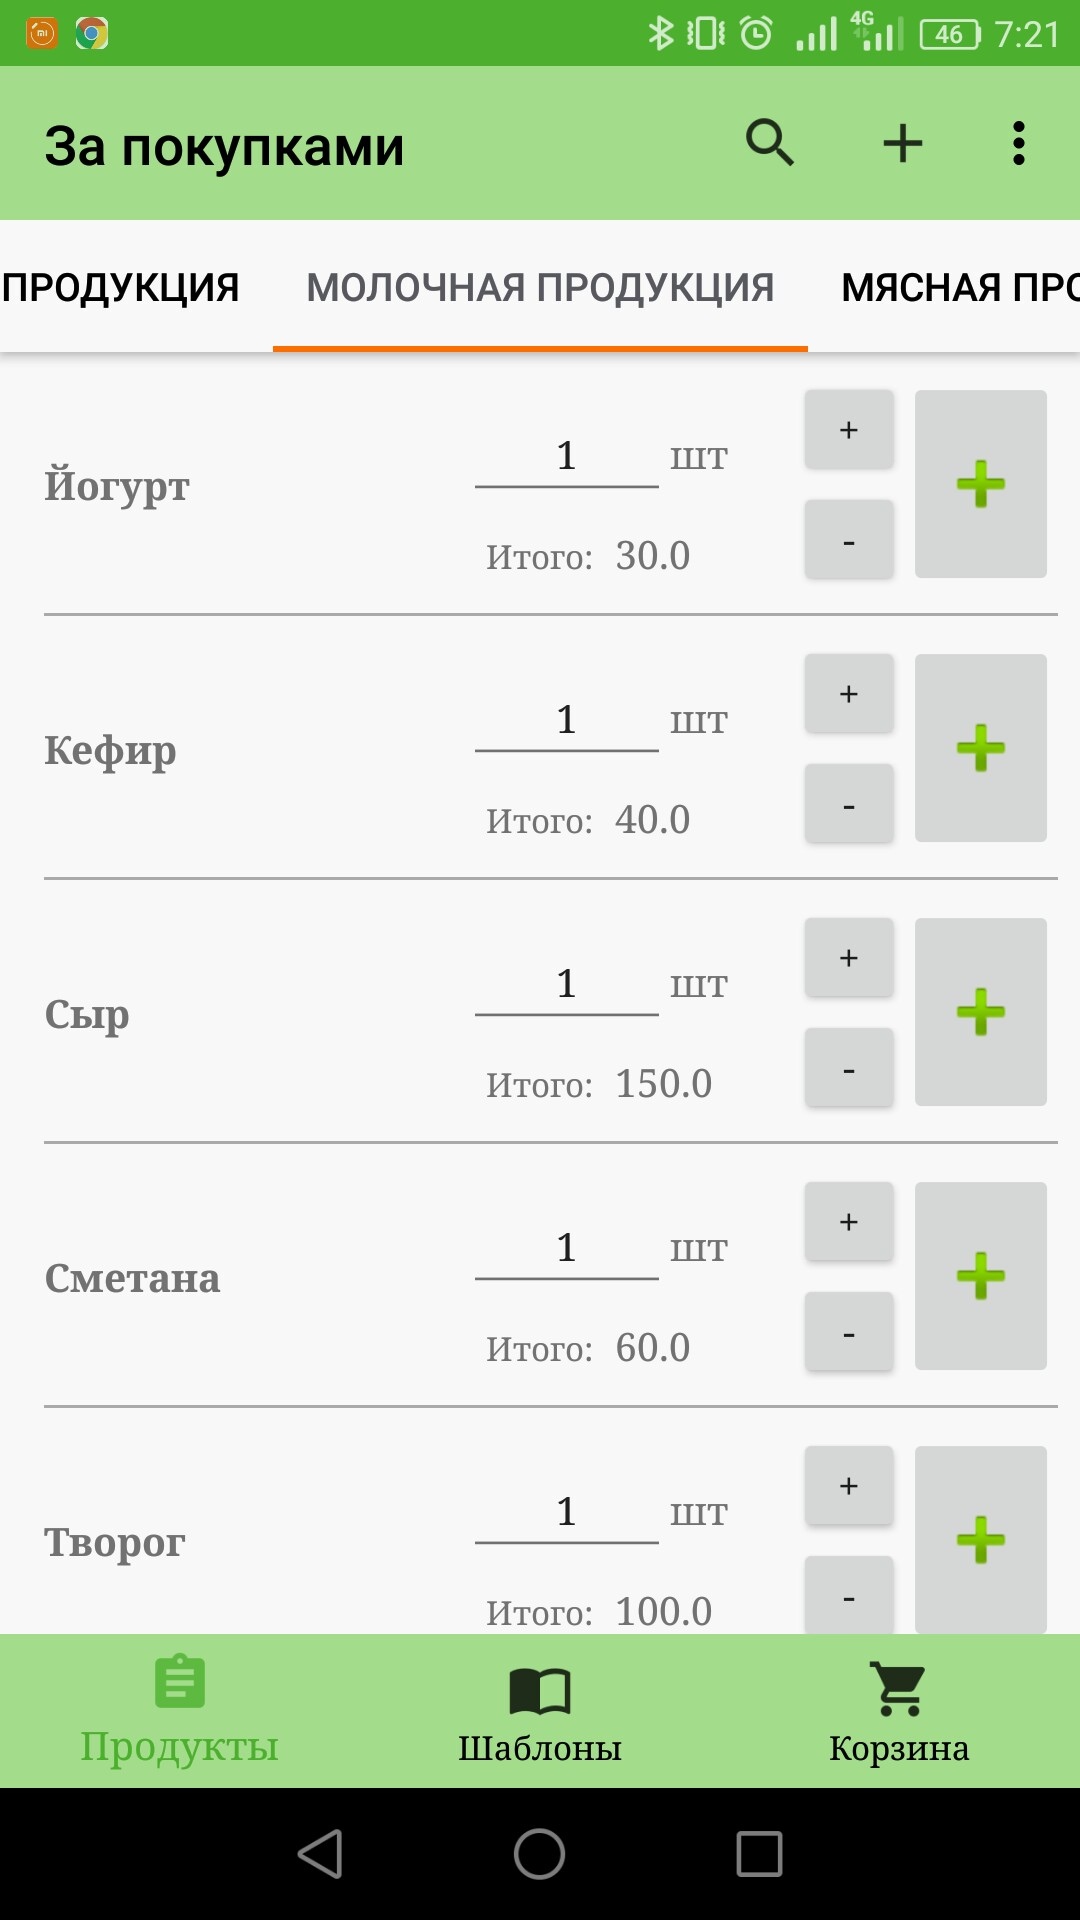 4G 46 7:21
За покупками
ПРОДУКЦИЯ МОЛОЧНАЯ ПРОДУКЦИЯ МЯСНАЯ ПРО
Йогурт 1 шт + -
Итого: 30.0
Кефир 1 шт + -
Итого: 40.0
Сыр 1 шт + -
Итого: 150.0
Сметана 1 шт + -
Итого: 60.0
Творог 1 шт + -
Итого: 100.0
Продукты Шаблоны Корзина